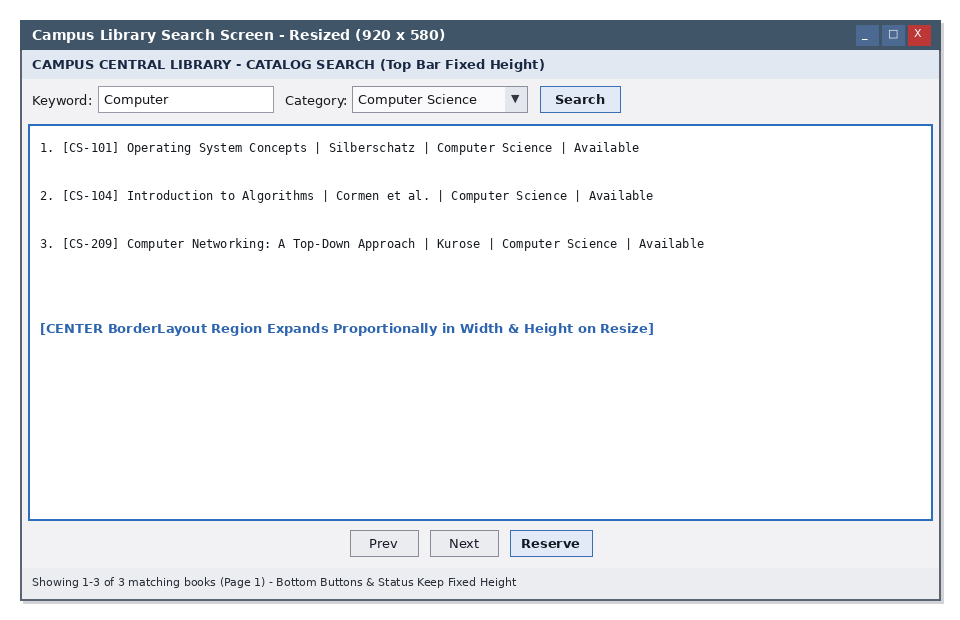 Campus Library Search Screen - Resized (920 x 580) _ □ X
CAMPUS CENTRAL LIBRARY - CATALOG SEARCH (Top Bar Fixed Height)
Keyword: Computer Category: Computer Science ▼ Search
1. [CS-101] Operating System Concepts | Silberschatz | Computer Science | Available
2. [CS-104] Introduction to Algorithms | Cormen et al. | Computer Science | Available
3. [CS-209] Computer Networking: A Top-Down Approach | Kurose | Computer Science | Available
[CENTER BorderLayout Region Expands Proportionally in Width & Height on Resize]
Prev Next Reserve
Showing 1-3 of 3 matching books (Page 1) - Bottom Buttons & Status Keep Fixed Height